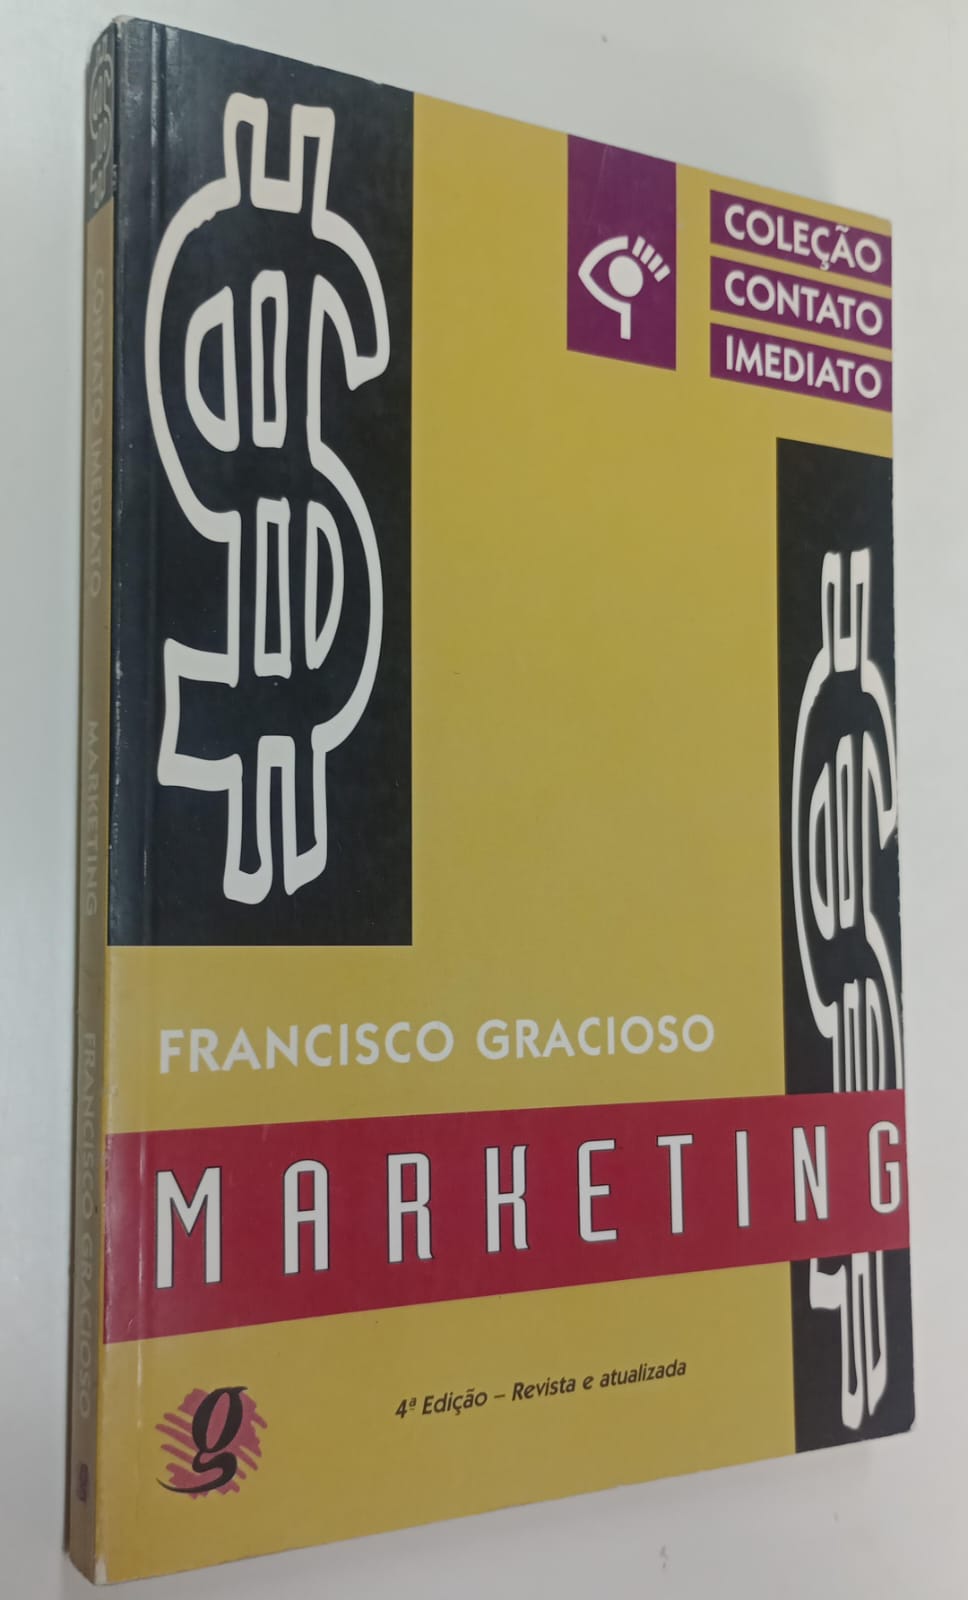 COLEÇÃO
CONTATO
IMEDIATO
FRANCISCO GRACIOSO
MARKETING
4ª Edição – Revista e atualizada
g
CONTATO IMEDIATO MARKETING FRANCISCO GRACIOSO